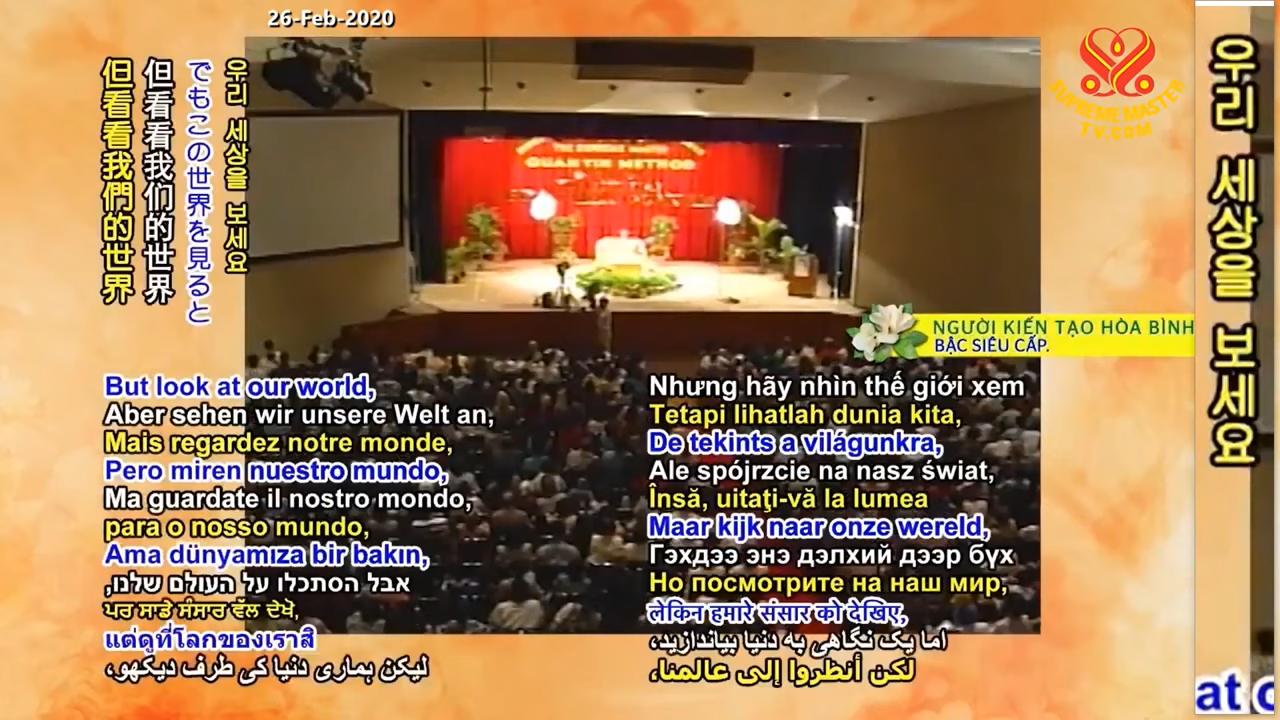 26-Feb-2020
우리 세상을 보세요
でもこの世界を見ると
但看看我们的世界
但看看我們的世界
SUPREME MASTER
TV.COM
THE SUPREME MASTER
QUAN YIN METHOD
NGƯỜI KIẾN TẠO HÒA BÌNH
BẬC SIÊU CẤP.
But look at our world,
Aber sehen wir unsere Welt an,
Mais regardez notre monde,
Pero miren nuestro mundo,
Ma guardate il nostro mondo,
para o nosso mundo,
Ama dünyamıza bir bakın,
אבל הסתכלו על העולם שלנו,
ਪਰ ਸਾਡੇ ਸੰਸਾਰ ਵੱਲ ਦੇਖੋ,
แต่ดูที่โลกของเราสิ
لیکن ہماری دنیا کی طرف دیکھو،
Nhưng hãy nhìn thế giới xem
Tetapi lihatlah dunia kita,
De tekints a világunkra,
Ale spójrzcie na nasz świat,
Însă, uitaţi-vă la lumea
Maar kijk naar onze wereld,
Гэхдээ энэ дэлхий дээр бүх
Но посмотрите на наш мир,
लेकिन हमारे संसार को देखिए,
اما یک نگاهی به دنیا بیاندازید،
لكن أنظروا إلى عالمنا،
우리 세상을 보세요
at o